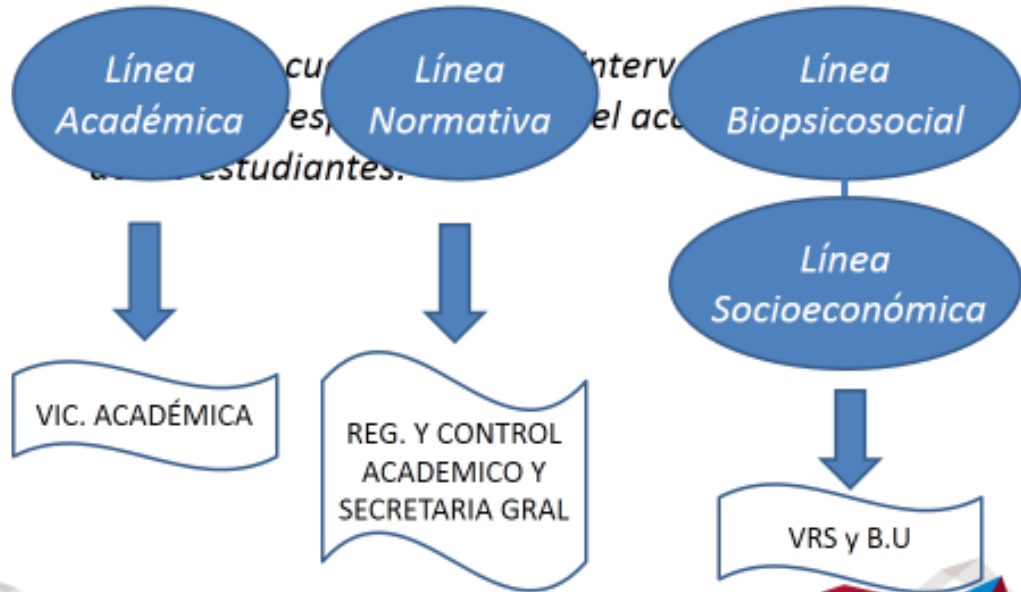 Línea
Académica
Línea
Normativa
Línea
Biopsicosocial
estudiantes.
Línea
Socioeconómica
VIC. ACADÉMICA
REG. Y CONTROL
ACADEMICO Y
SECRETARIA GRAL
VRS y B.U